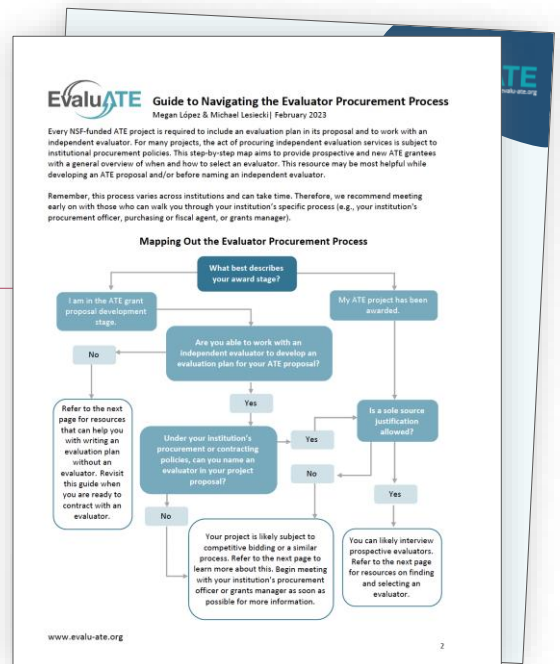 TE
evalu-ate.org
EvaluATE
Guide to Navigating the Evaluator Procurement Process
Megan López & Michael Lesiecki| February 2023
Every NSF-funded ATE project is required to include an evaluation plan in its proposal and to work with an
independent evaluator. For many projects, the act of procuring independent evaluation services is subject to
institutional procurement policies. This step-by-step map aims to provide prospective and new ATE grantees
with a general overview of when and how to select an evaluator. This resource may be most helpful while
developing an ATE proposal and/or before naming an independent evaluator.
Remember, this process varies across institutions and can take time. Therefore, we recommend meeting
early on with those who can walk you through your institution's specific process (e.g., your institution's
procurement officer, purchasing or fiscal agent, or grants manager).
Mapping Out the Evaluator Procurement Process
What best describes
your award stage?
I am in the ATE grant
proposal development
stage.
My ATE project has been
awarded.
Are you able to work with an
independent evaluator to develop an
evaluation plan for your ATE proposal?
No
Yes
Refer to the next
page for resources
that can help you
with writing an
evaluation plan
without an
evaluator. Revisit
this guide when
you are ready to
contract with an
evaluator.
Under your institution's
procurement or contracting
policies, can you name an
evaluator in your project
proposal?
Yes
Is a sole source
justification
allowed?
No
No
Yes
Your project is likely subject to
competitive bidding or a similar
process. Refer to the next page to
learn more about this. Begin meeting
with your institution's procurement
officer or grants manager as soon as
possible for more information.
You can likely interview
prospective evaluators.
Refer to the next page
for resources on finding
and selecting an
evaluator.
www.evalu-ate.org
2